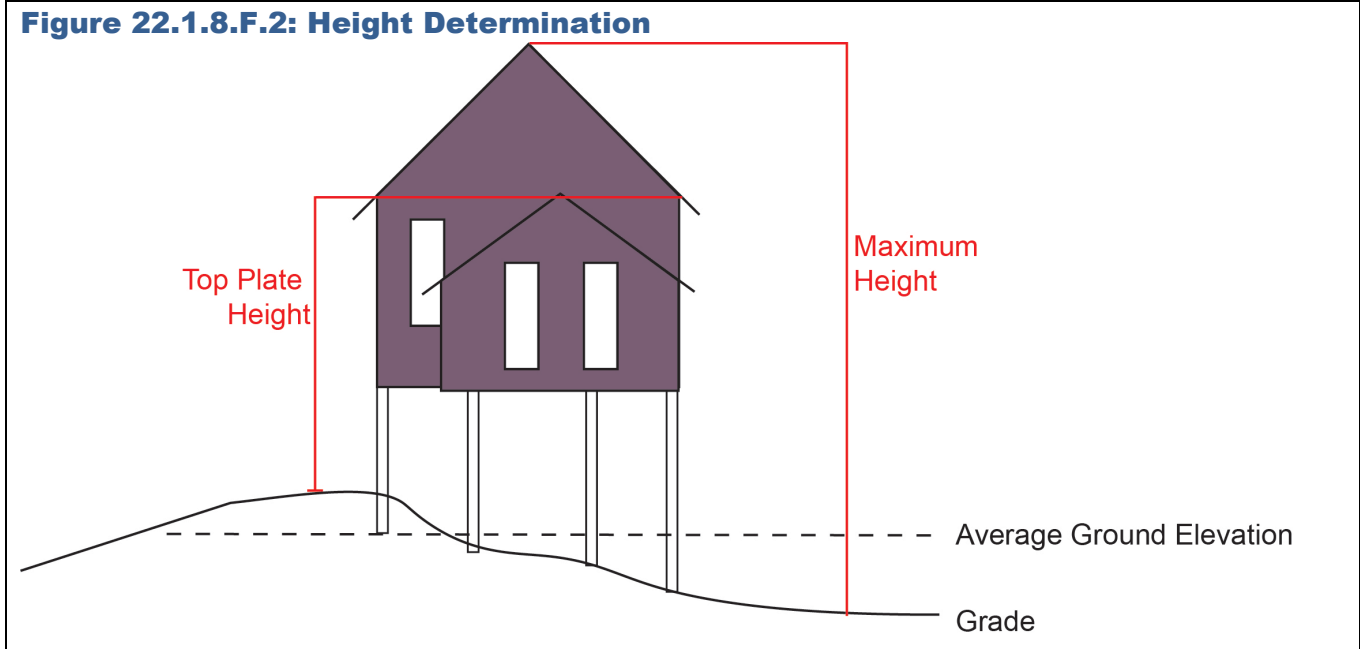 Figure 22.1.8.F.2: Height Determination
Top Plate
Height
Maximum
Height
Average Ground Elevation
Grade